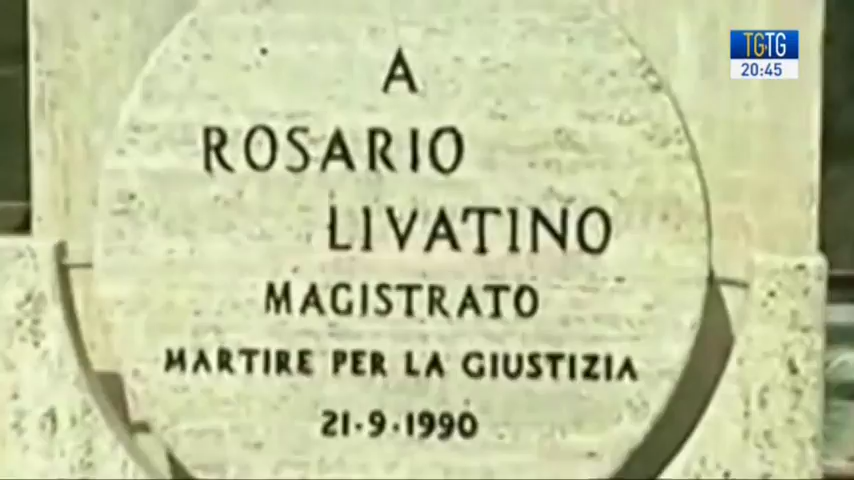 TGTG
20:45
A
ROSARIO
LIVATINO
MAGISTRATO
MARTIRE PER LA GIUSTIZIA
21·9·1990